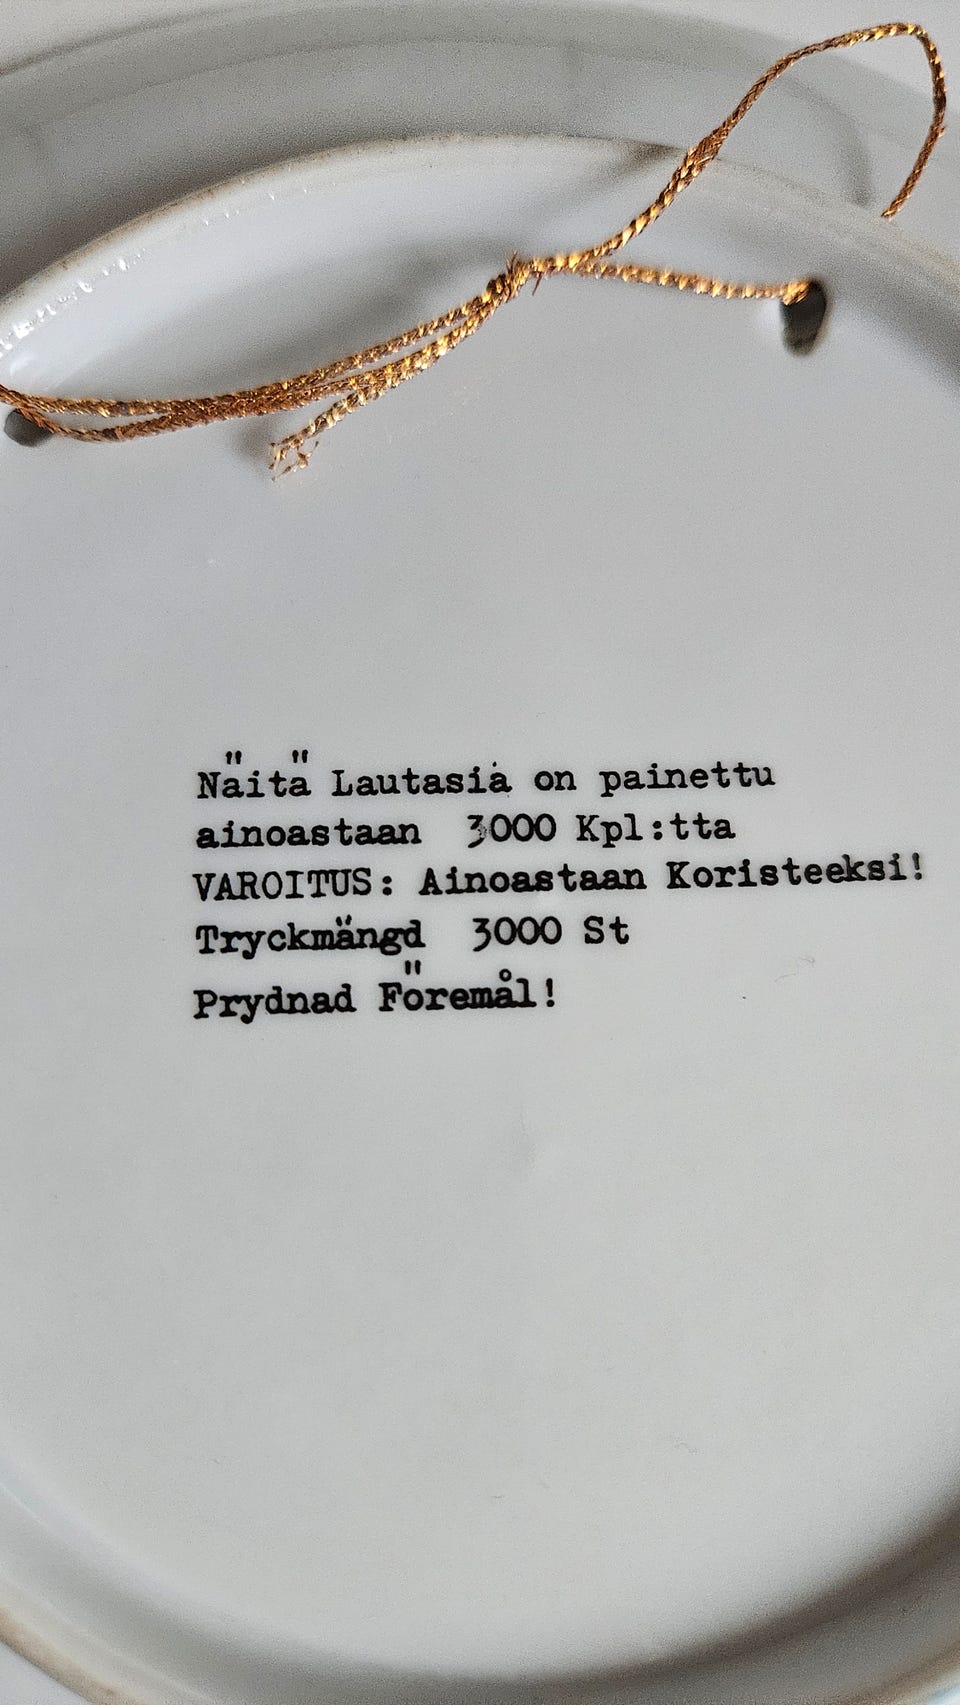 Näitä Lautasia on painettu
ainoastaan 3000 Kpl:tta
VAROITUS: Ainoastaan Koristeeksi!
Tryckmängd 3000 St
Prydnad Föremål!